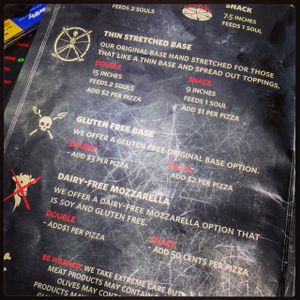 FEEDS 2 SOULS
SNACK
7.5 INCHES
FEEDS 1 SOUL
THIN STRETCHED BASE
OUR ORIGINAL BASE HAND STRETCHED FOR THOSE
THAT LIKE A THIN BASE AND SPREAD OUT TOPPINGS.
DOUBLE
15 INCHES
FEEDS 2 SOULS
ADD $2 PER PIZZA
SNACK
9 INCHES
FEEDS 1 SOUL
ADD $1 PER PIZZA
GLUTEN FREE BASE
WE OFFER A GLUTEN FREE ORIGINAL BASE OPTION.
DOUBLE
- ADD $3 PER PIZZA
- ADD $2 PER PIZZA
DAIRY-FREE MOZZARELLA
WE OFFER A DAIRY-FREE MOZZARELLA OPTION THAT
IS SOY AND GLUTEN FREE.
DOUBLE
- ADD$1 PER PIZZA
SNACK
- ADD 50 CENTS PER PIZZA
BE WARNED: WE TAKE EXTREME CARE BUT
MEAT PRODUCTS MAY CONTAIN
OLIVES MAY CONTAIN
PRODUCTS